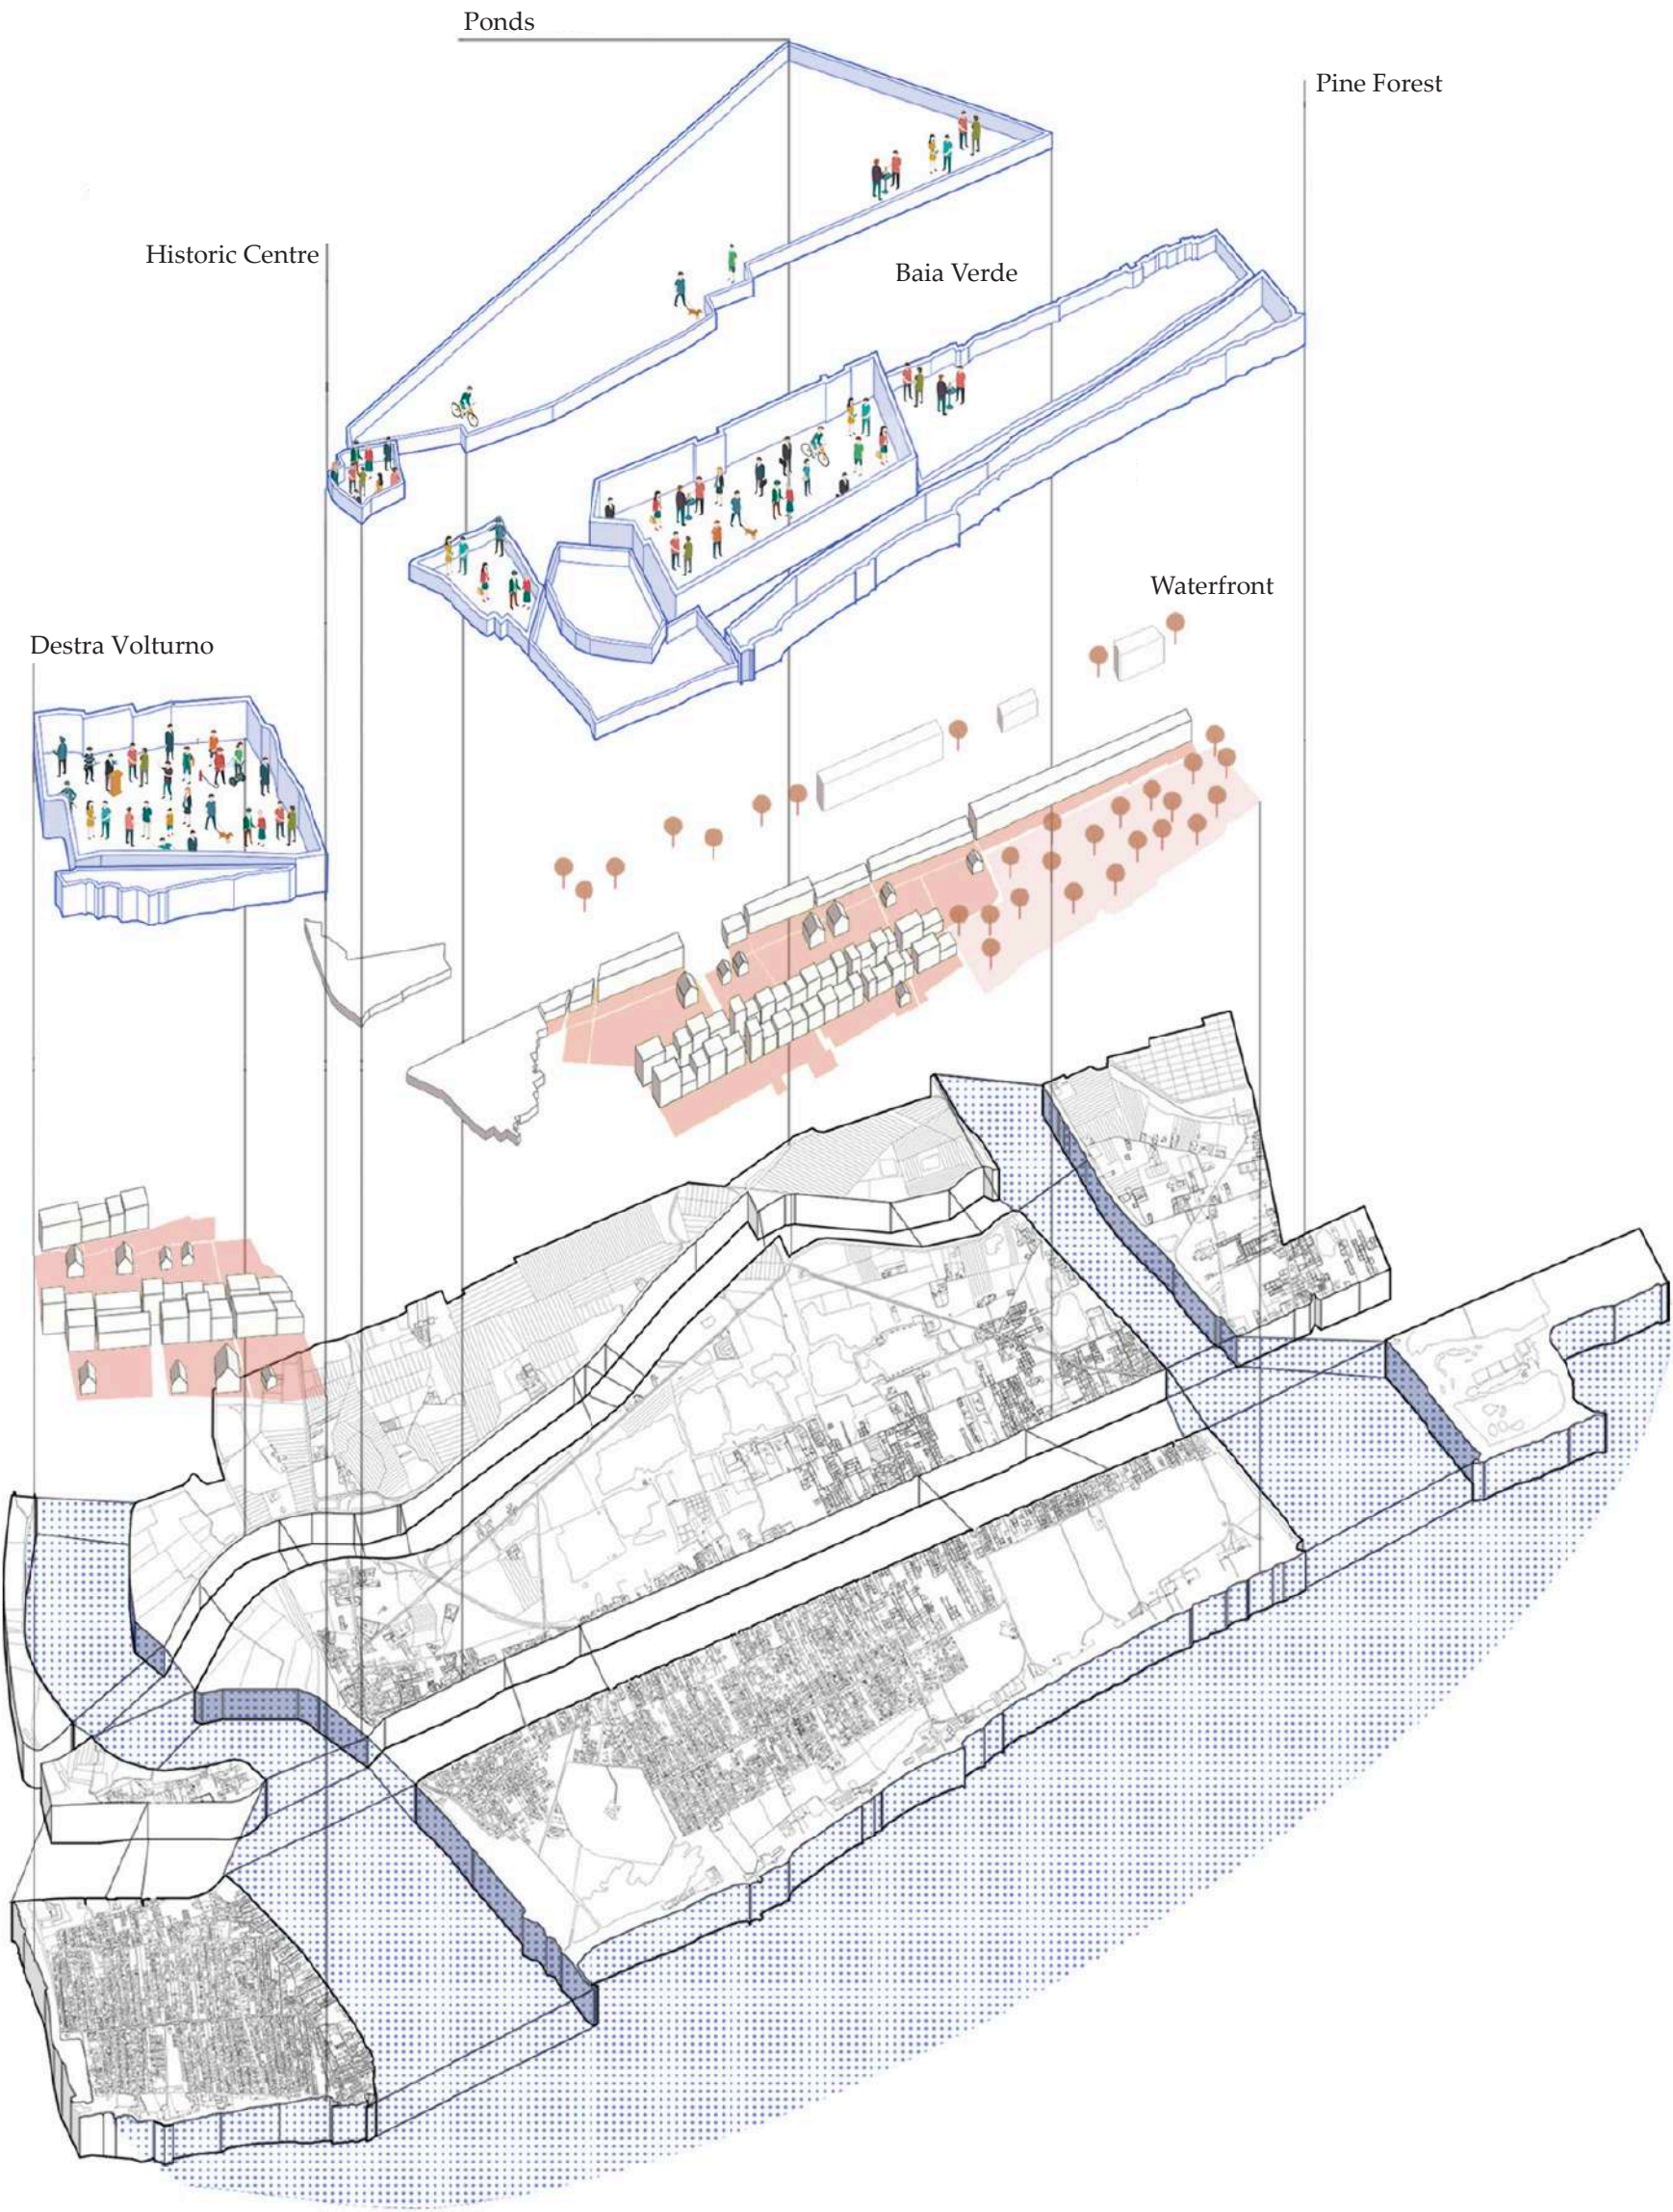 Ponds
Pine Forest
Historic Centre
Baia Verde
Waterfront
Destra Volturno